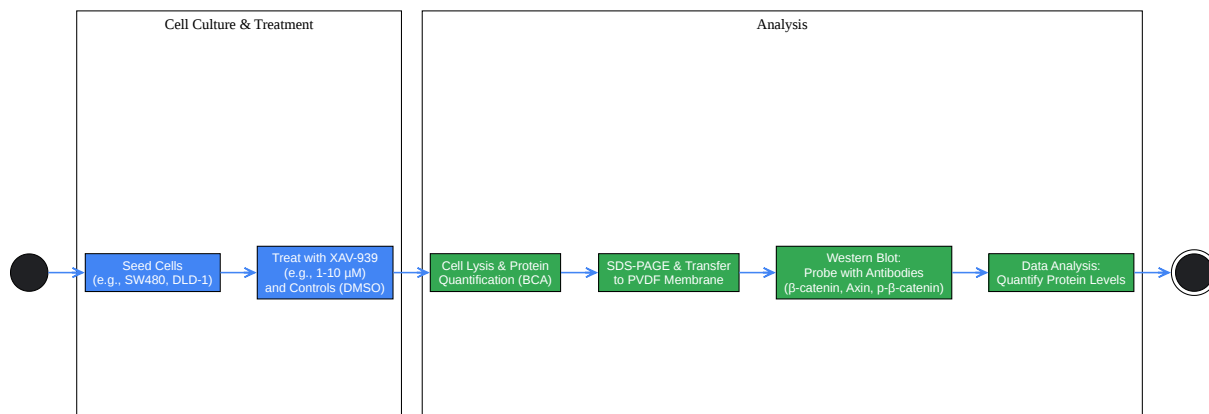 Cell Culture & Treatment
Analysis
Seed Cells
(e.g., SW480, DLD-1)
Treat with XAV-939
(e.g., 1-10 µM)
and Controls (DMSO)
Cell Lysis & Protein
Quantification (BCA)
SDS-PAGE & Transfer
to PVDF Membrane
Western Blot:
Probe with Antibodies
(β-catenin, Axin, p-β-catenin)
Data Analysis:
Quantify Protein Levels